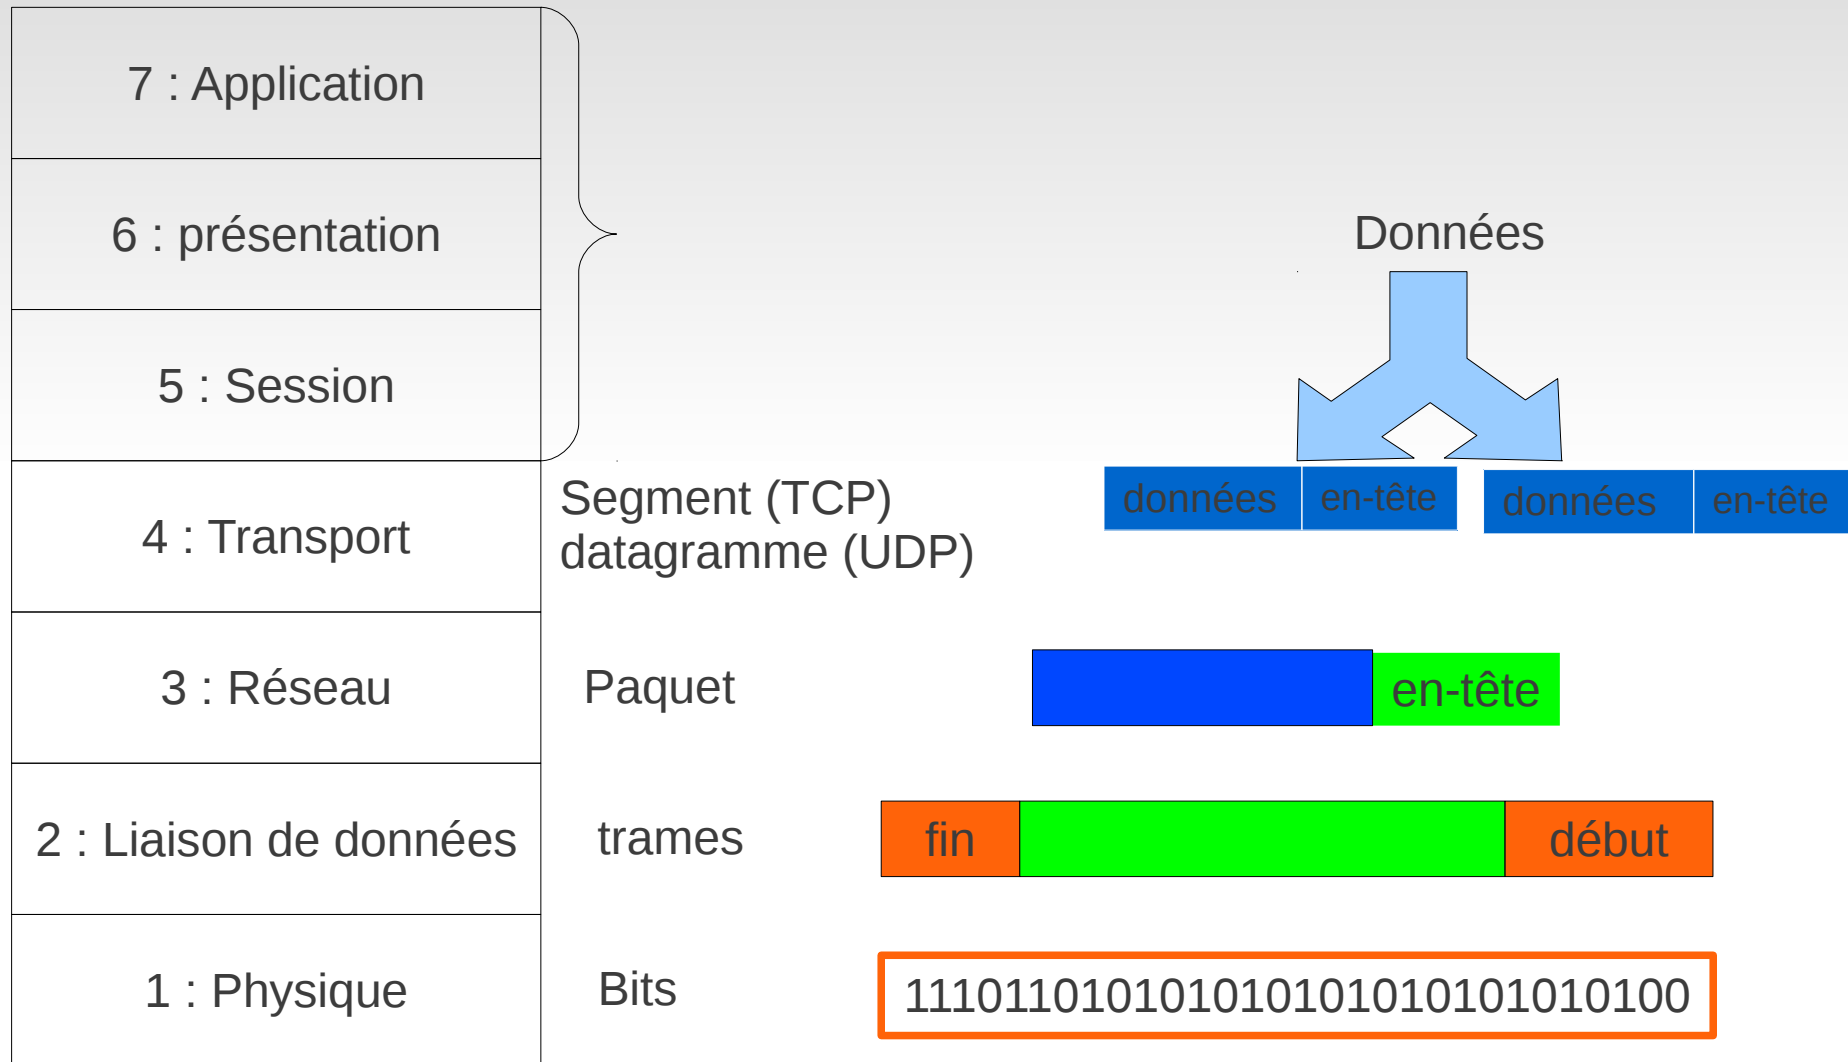 7 : Application
6 : présentation
Données
5 : Session
4 : Transport
Segment (TCP)
datagramme (UDP)
données en-tête données en-tête
3 : Réseau
Paquet
en-tête
2 : Liaison de données
trames
fin
début
1 : Physique
Bits
11101101010101010101010101010100